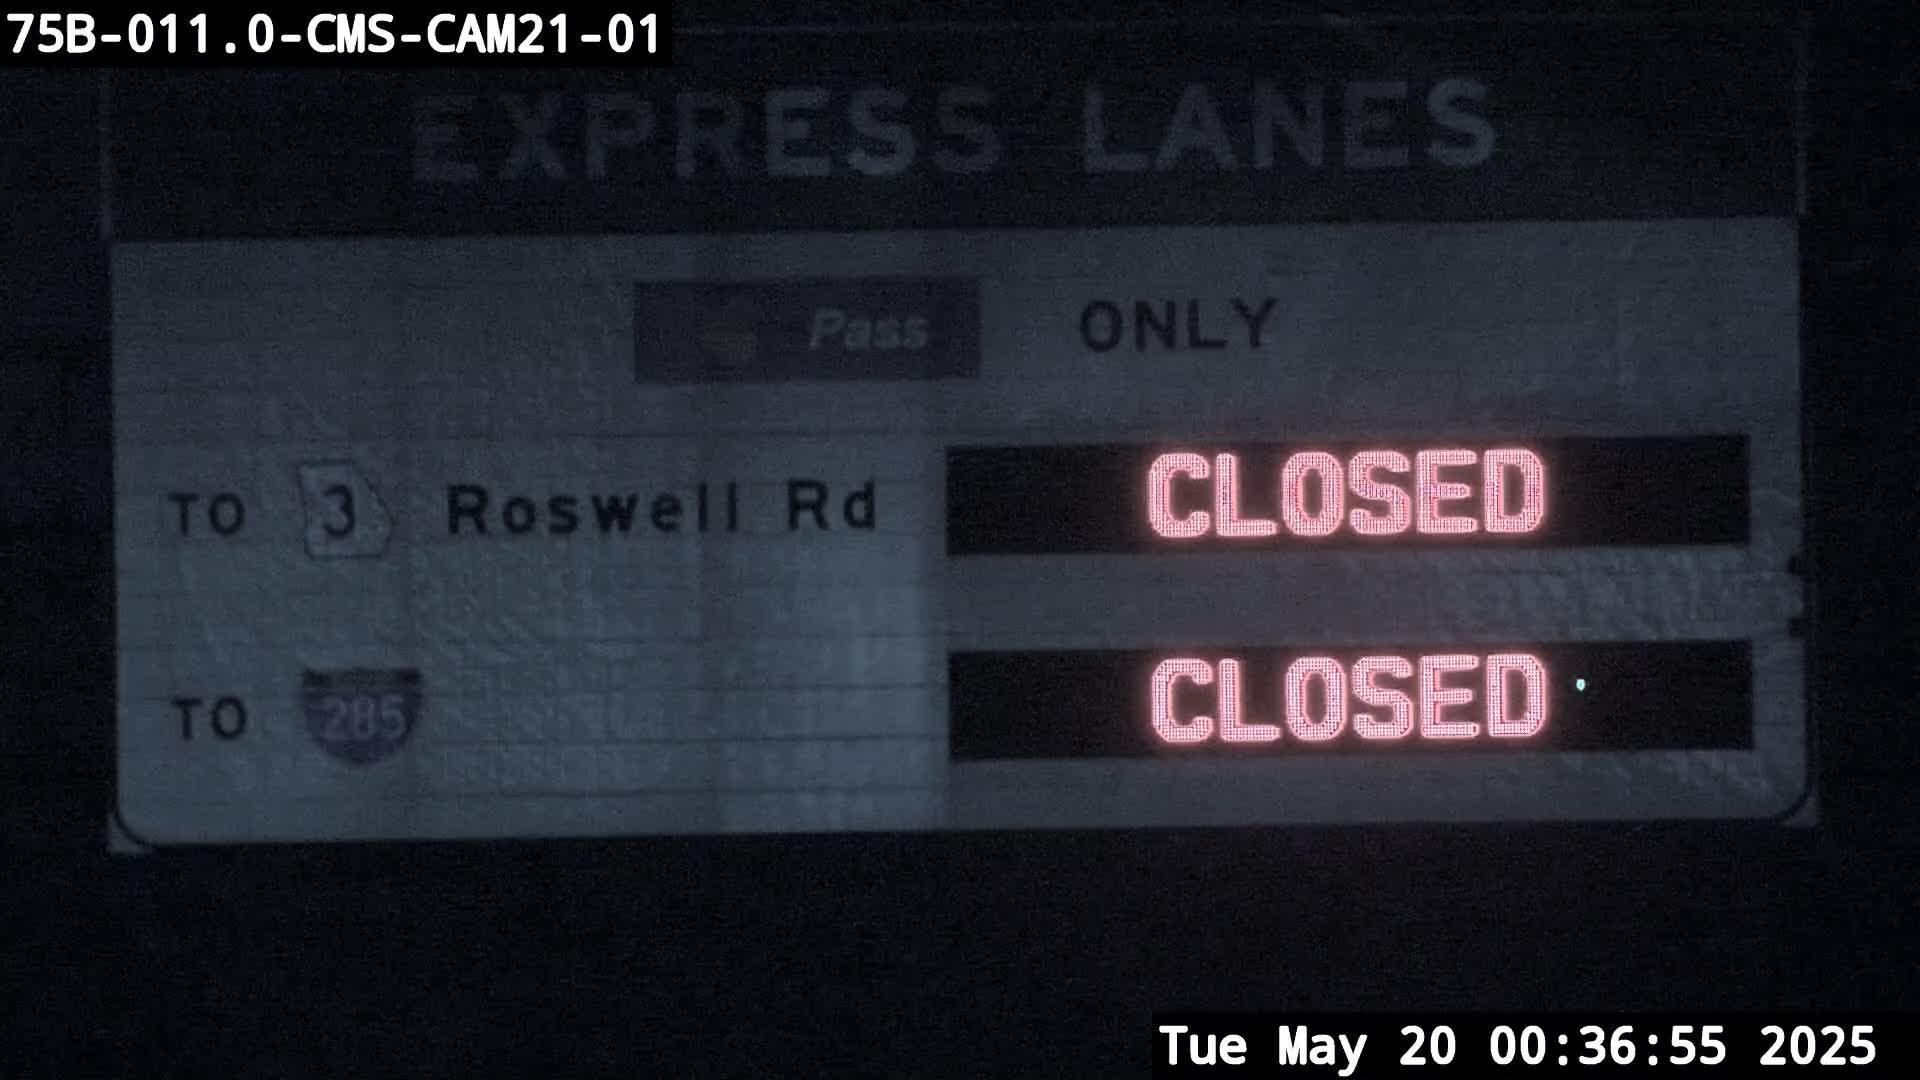 75B-011.0-CMS-CAM21-01
EXPRESS LANES
Pass ONLY
TO 3 Roswell Rd CLOSED
TO 285 CLOSED
Tue May 20 00:36:55 2025